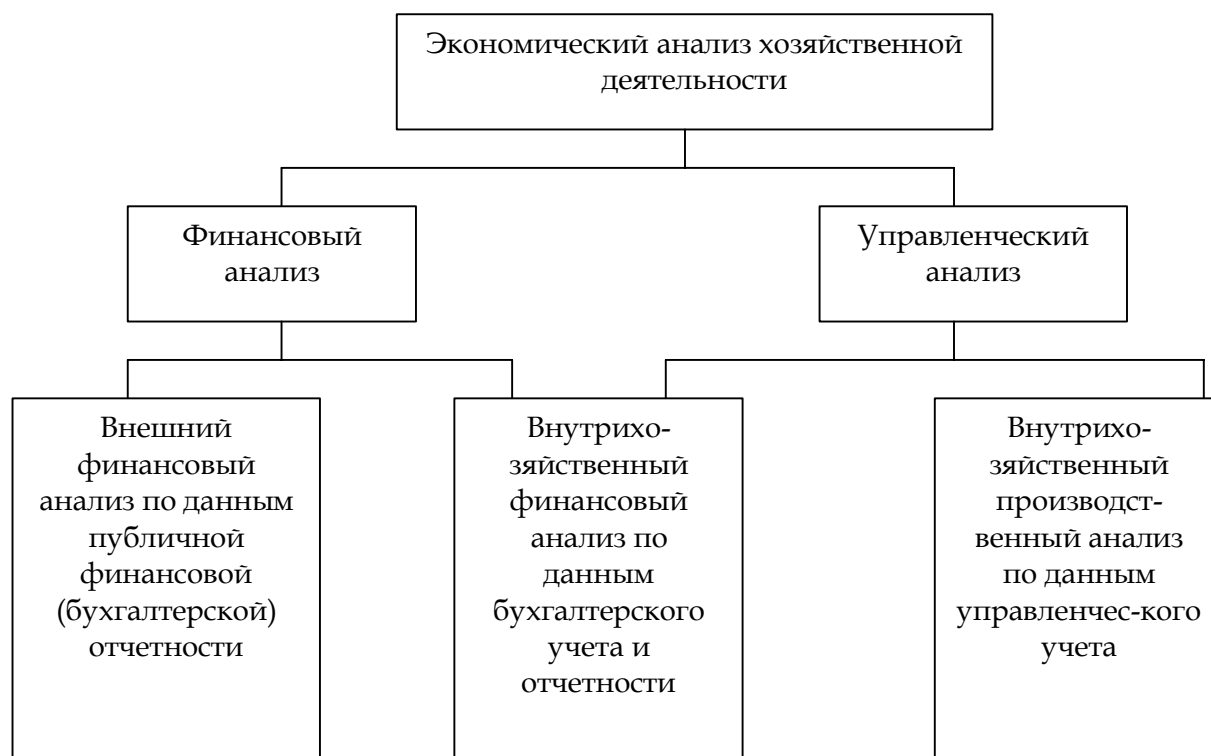 Экономический анализ хозяйственной
деятельности
Финансовый
анализ
Управленческий
анализ
Внешний
финансовый
анализ по данным
публичной
финансовой
(бухгалтерской)
отчетности
Внутрихо-
зяйственный
финансовый
анализ по
данным
бухгалтерского
учета и
отчетности
Внутрихо-
зяйственный
производст-
венный анализ
по данным
управленчес-кого
учета